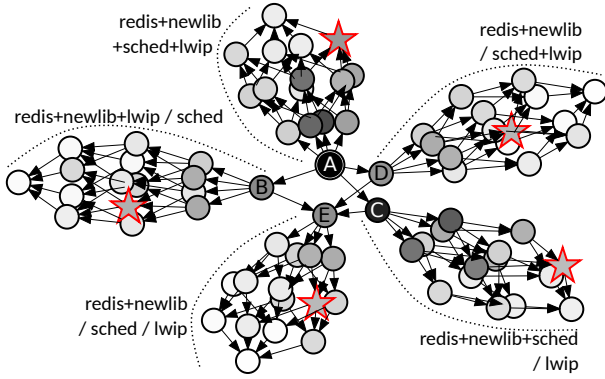 redis+newlib
+sched+lwip
redis+newlib
/ sched+lwip
redis+newlib+lwip / sched
A
D
B
C
E
redis+newlib
/ sched / lwip
redis+newlib+sched
/ lwip